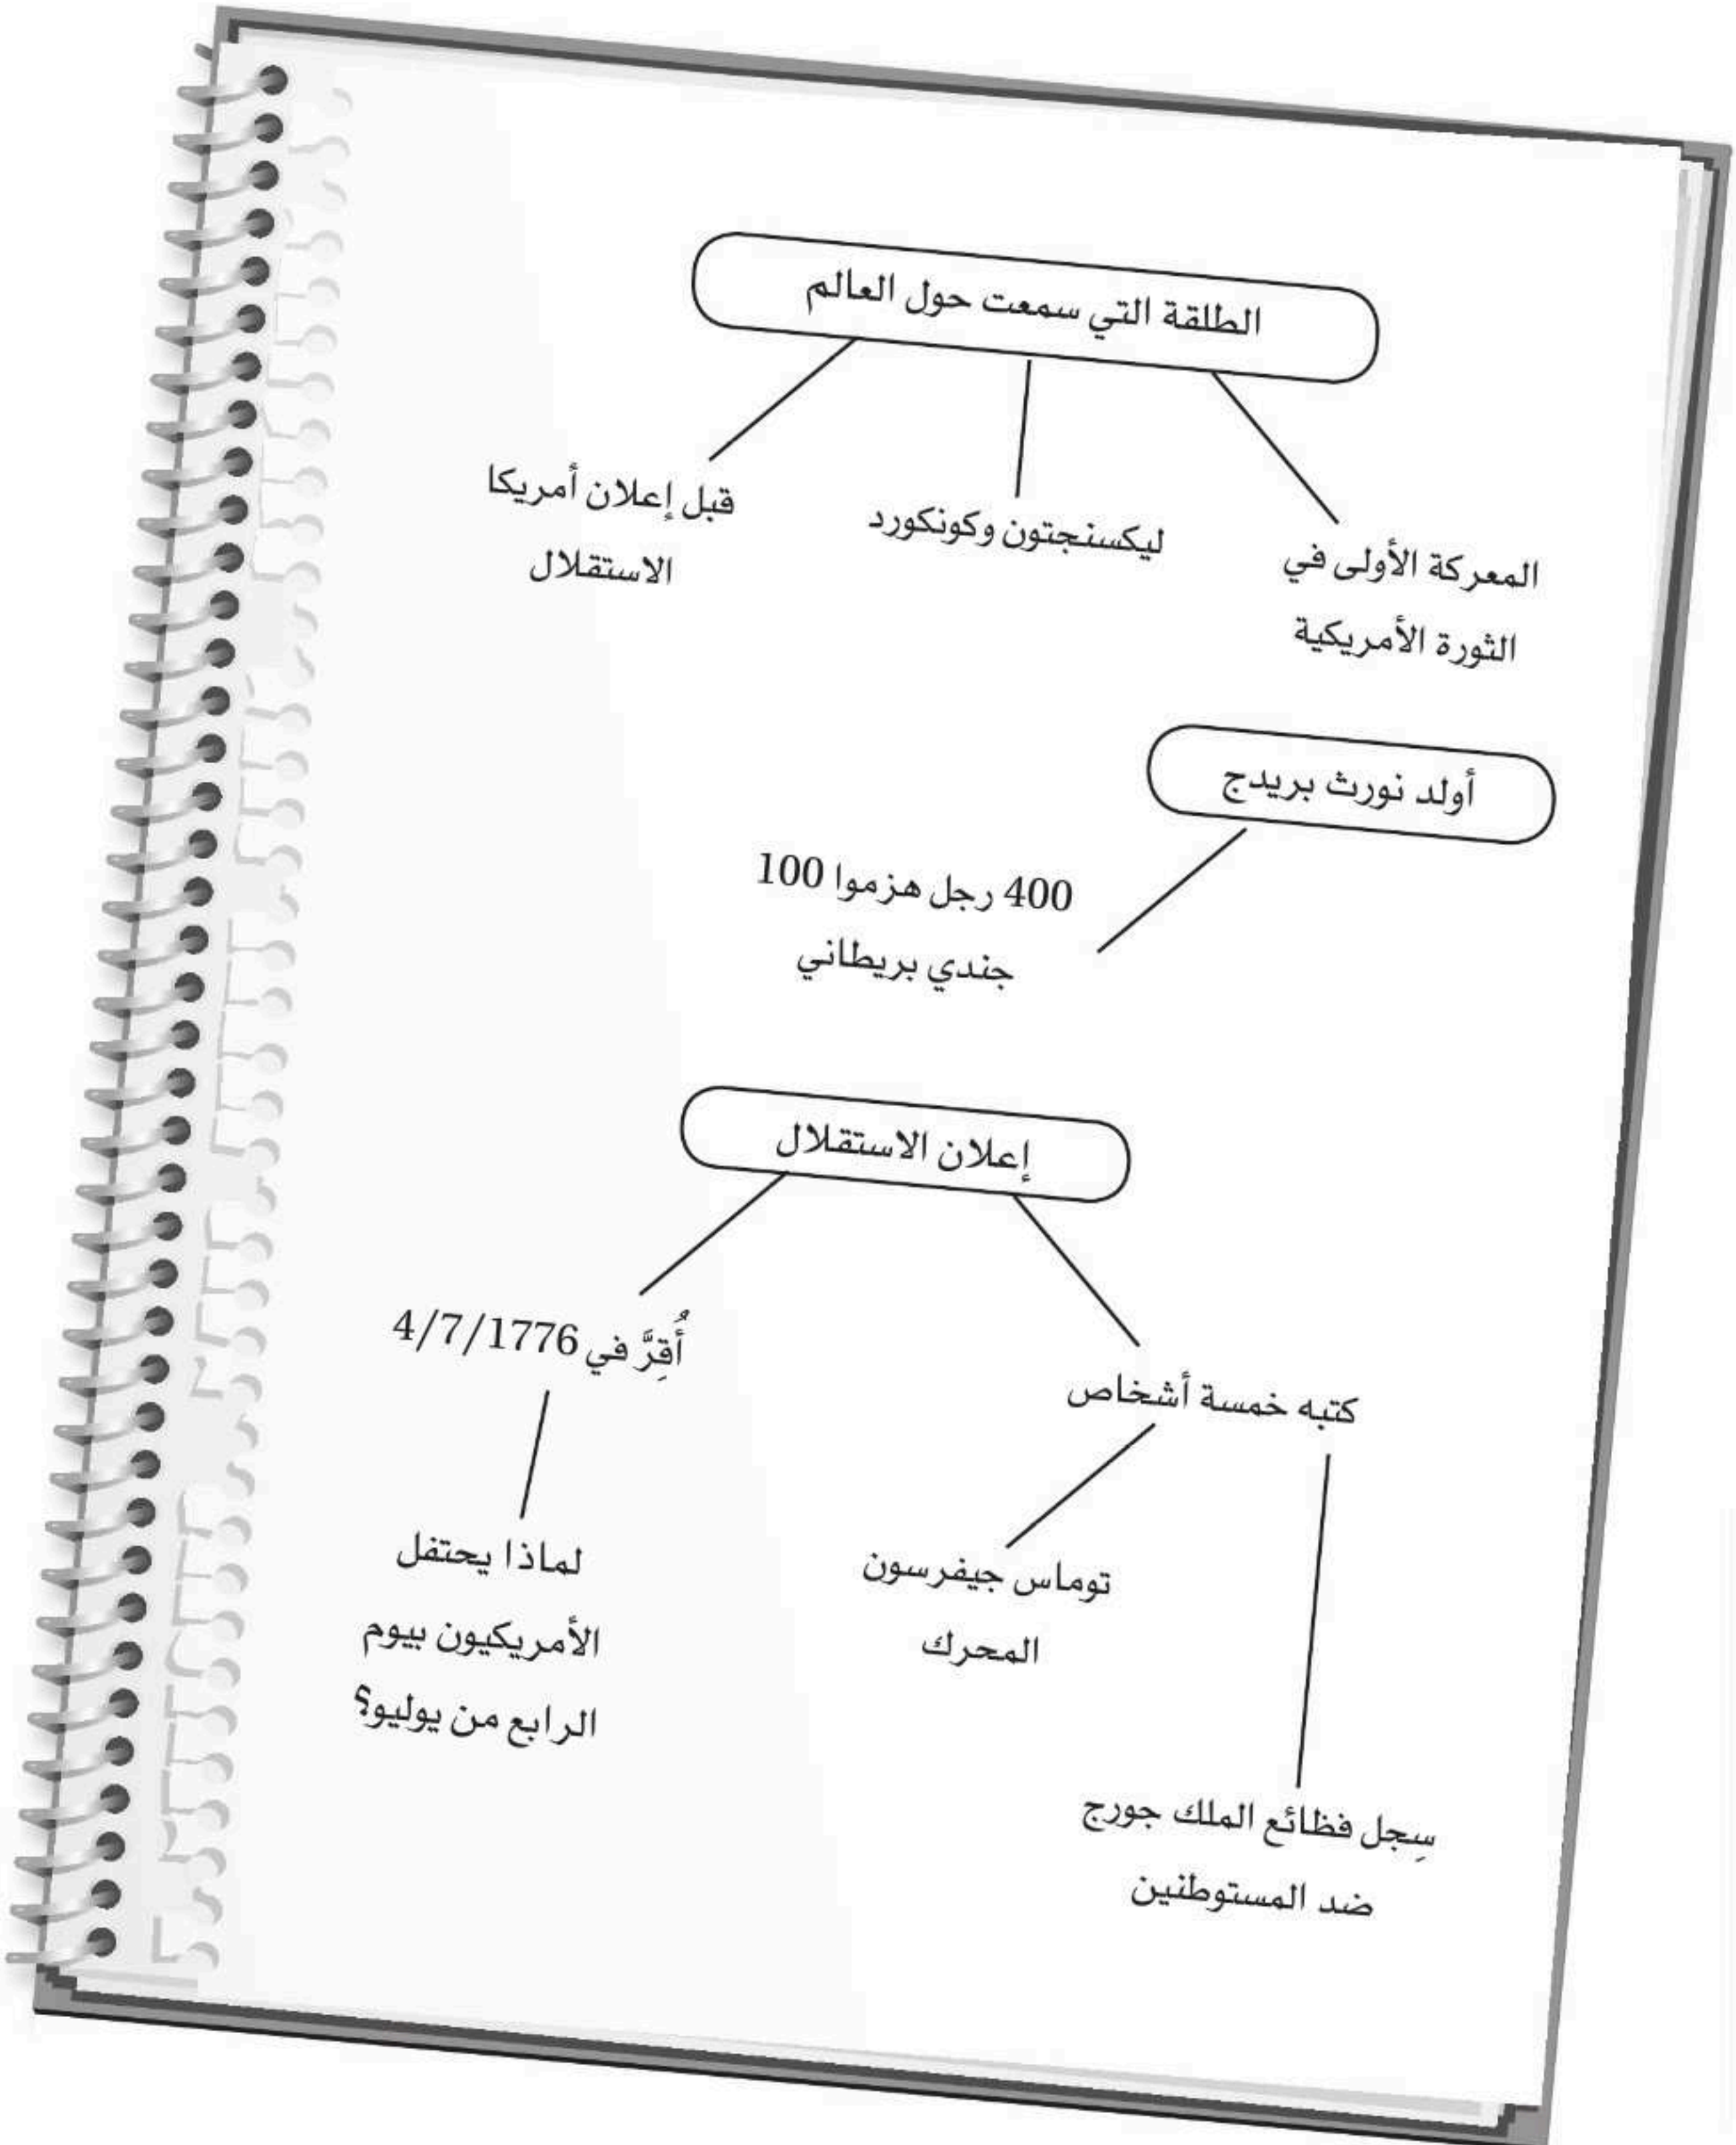 الطلقة التي سمعت حول العالم
المعركة الأولى في
الثورة الأمريكية
ليكسنجتون وكونكورد
قبل إعلان أمريكا
الاستقلال
أولد نورث بريدج
400 رجل هزموا 100
جندي بريطاني
إعلان الاستقلال
كتبه خمسة أشخاص
أُقِرَّ في 4/7/1776
توماس جيفرسون
المحرك
لماذا يحتفل
الأمريكيون بيوم
الرابع من يوليو؟
سِجل فظائع الملك جورج
ضد المستوطنين